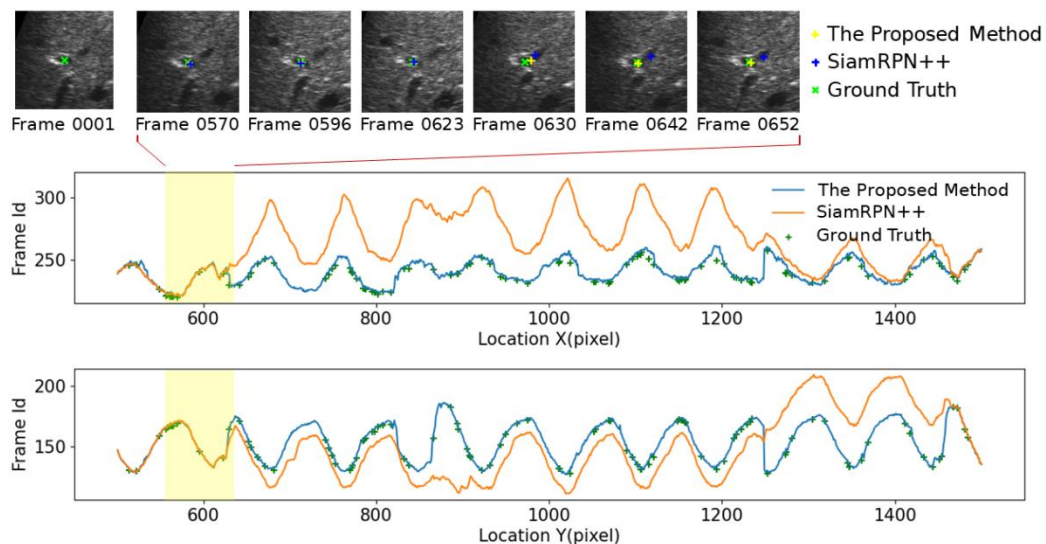 The Proposed Method
SiamRPN++
Ground Truth
Frame 0001 Frame 0570 Frame 0596 Frame 0623 Frame 0630 Frame 0642 Frame 0652
300
250
Frame Id
The Proposed Method
SiamRPN++
Ground Truth
600 800 1000 1200 1400
Location X(pixel)
200
150
Frame Id
600 800 1000 1200 1400
Location Y(pixel)